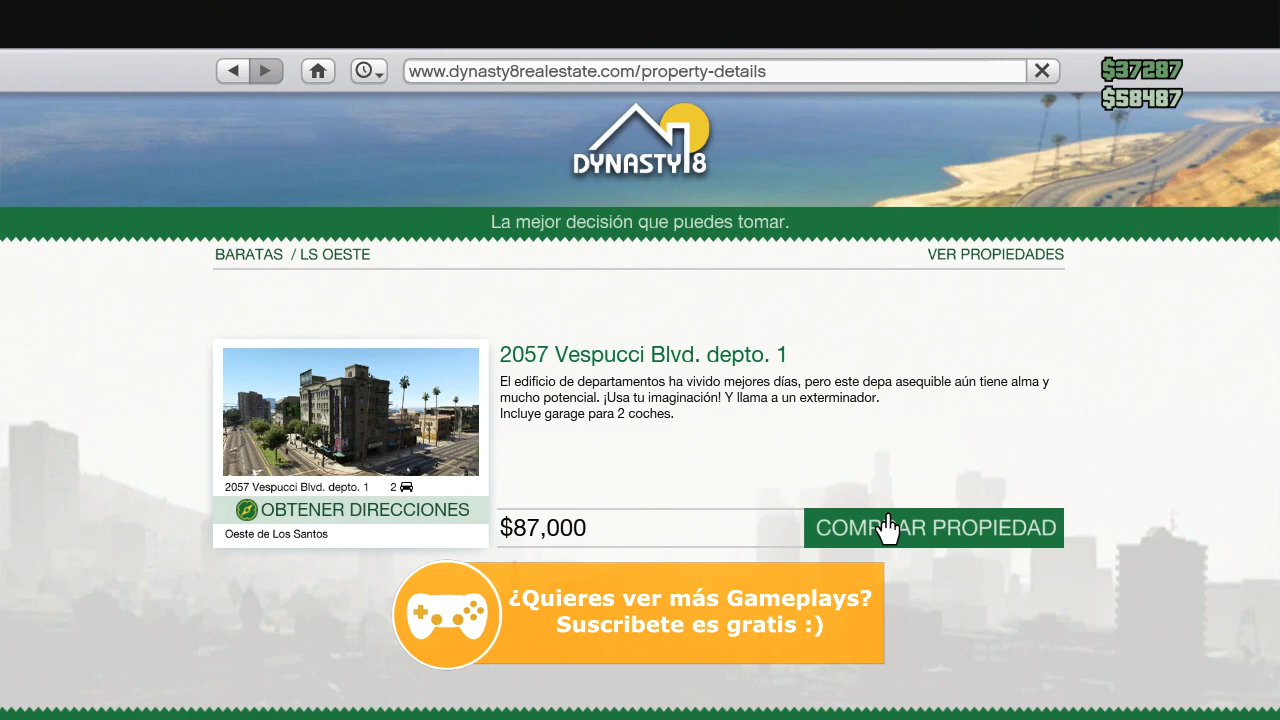 www.dynasty8realestate.com/property-details
$37287
$58487
DYNASTY 8
La mejor decisión que puedes tomar.
BARATAS / LS OESTE
VER PROPIEDADES
2057 Vespucci Blvd. depto. 1
El edificio de departamentos ha vivido mejores días, pero este depa asequible aún tiene alma y
mucho potencial. ¡Usa tu imaginación! Y llama a un exterminador.
Incluye garage para 2 coches.
2057 Vespucci Blvd. depto. 1 2
OBTENER DIRECCIONES
Oeste de Los Santos
$87,000
COMPRAR PROPIEDAD
¿Quieres ver más Gameplays?
Suscribete es gratis :)